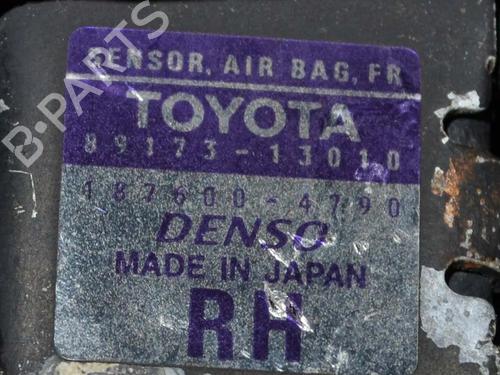 SENSOR, AIR BAG, FR
TOYOTA
89173-13010
187600-4790
DENSO
MADE IN JAPAN
RH
B-PARTS